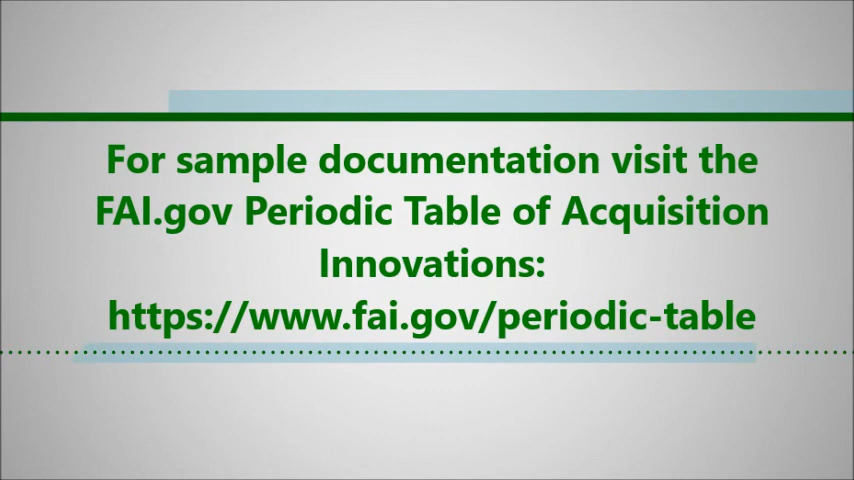 For sample documentation visit the
FAI.gov Periodic Table of Acquisition
Innovations:
https://www.fai.gov/periodic-table